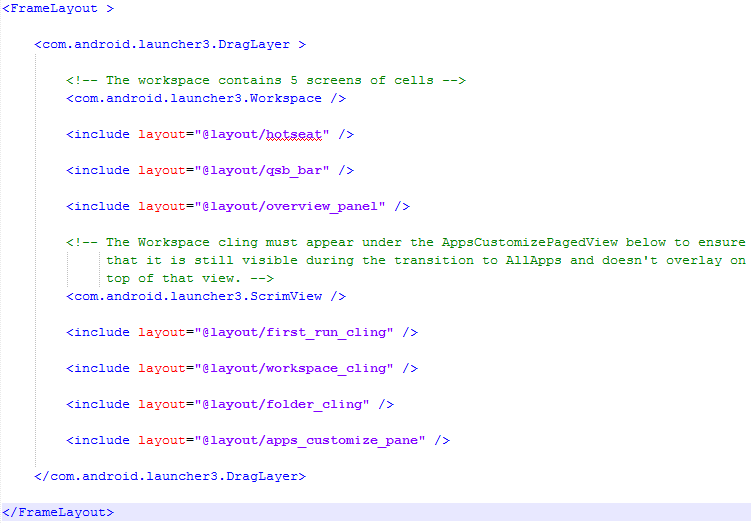 <FrameLayout >
<com.android.launcher3.DragLayer >
<!-- The workspace contains 5 screens of cells -->
<com.android.launcher3.Workspace />
<include layout="@layout/hotseat" />
<include layout="@layout/qsb_bar" />
<include layout="@layout/overview_panel" />
<!-- The Workspace cling must appear under the AppsCustomizePagedView below to ensure
that it is still visible during the transition to AllApps and doesn't overlay on
top of that view. -->
<com.android.launcher3.ScrimView />
<include layout="@layout/first_run_cling" />
<include layout="@layout/workspace_cling" />
<include layout="@layout/folder_cling" />
<include layout="@layout/apps_customize_pane" />
</com.android.launcher3.DragLayer>
</FrameLayout>